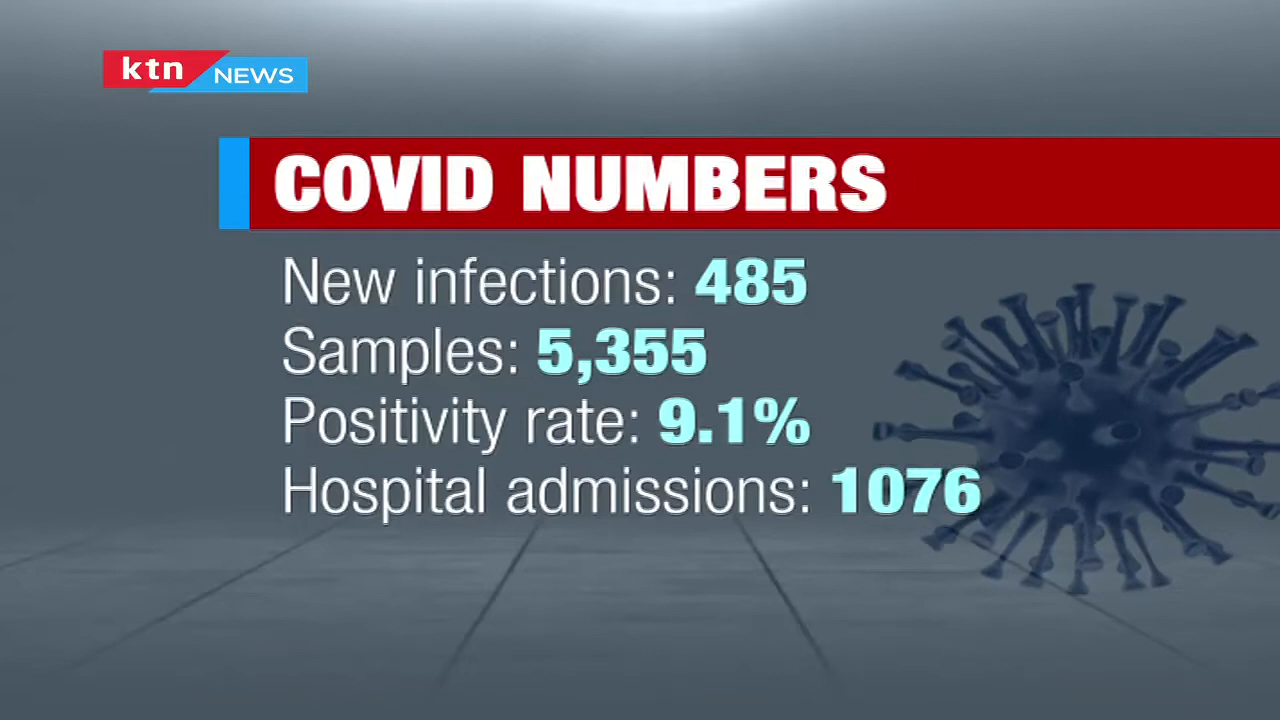 ktn NEWS
COVID NUMBERS
New infections: 485
Samples: 5,355
Positivity rate: 9.1%
Hospital admissions: 1076